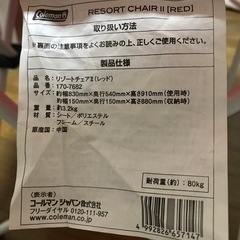 Coleman RESORT CHAIR II [RED]
取り扱い方法
裏面の注意事項をよくお読みの上、正しくご使用ください。
製品仕様
品名：リゾートチェアⅡ（レッド）
品番：170-7682
サイズ：約幅830mm×奥540mm×高さ910mm（使用時）
約幅150mm×奥150mm×高880mm（収納時）
重量：約3.2kg
材質：シート／ポリエステル
フレーム／スチール
原産国：中国
（表示者）
コールマン ジャパン株式会社
フリーダイヤル 0120-111-957
www.coleman.co.jp
耐荷重（約）：80kg
4 992826 657147